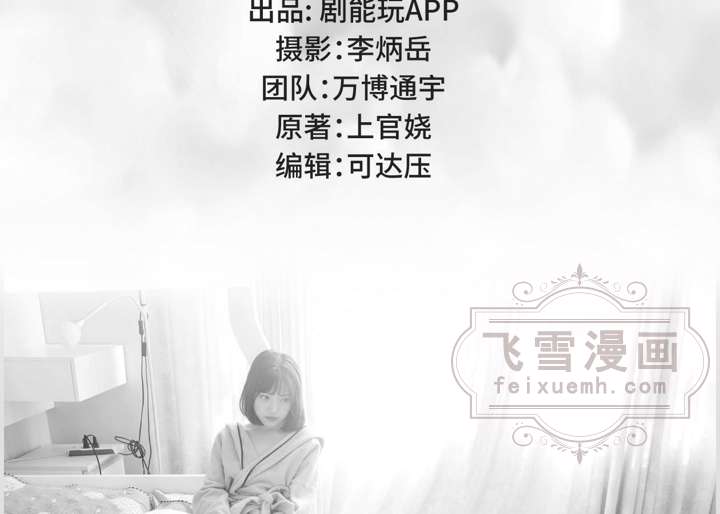 出品: 剧能玩APP
摄影：李炳岳
团队：万博通宇
原著：上官娆
编辑：可达压
飞雪漫画
feixuemh.com